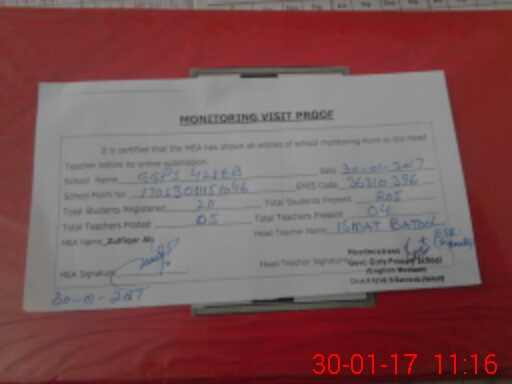 MONITORING VISIT PROOF
It is certified that the MEA has shown all entries of school monitoring form to the Head
Teacher before its online submission.
School Name GGPS 421EB date 30-01-2017
School Form No EMIS Code 36310396
Total Students Registered 211 Total Students Present 205
Total Teachers Posted 05 Total Teachers Present 04
MEA Name Zulfiqar Ali Head Teacher Name ISMAT BATOOL
MEA Signature Head Teacher Signature
Headmistress
Govt. Girls Primary School
(English Medium)
30-01-2017
30-01-17 11:16